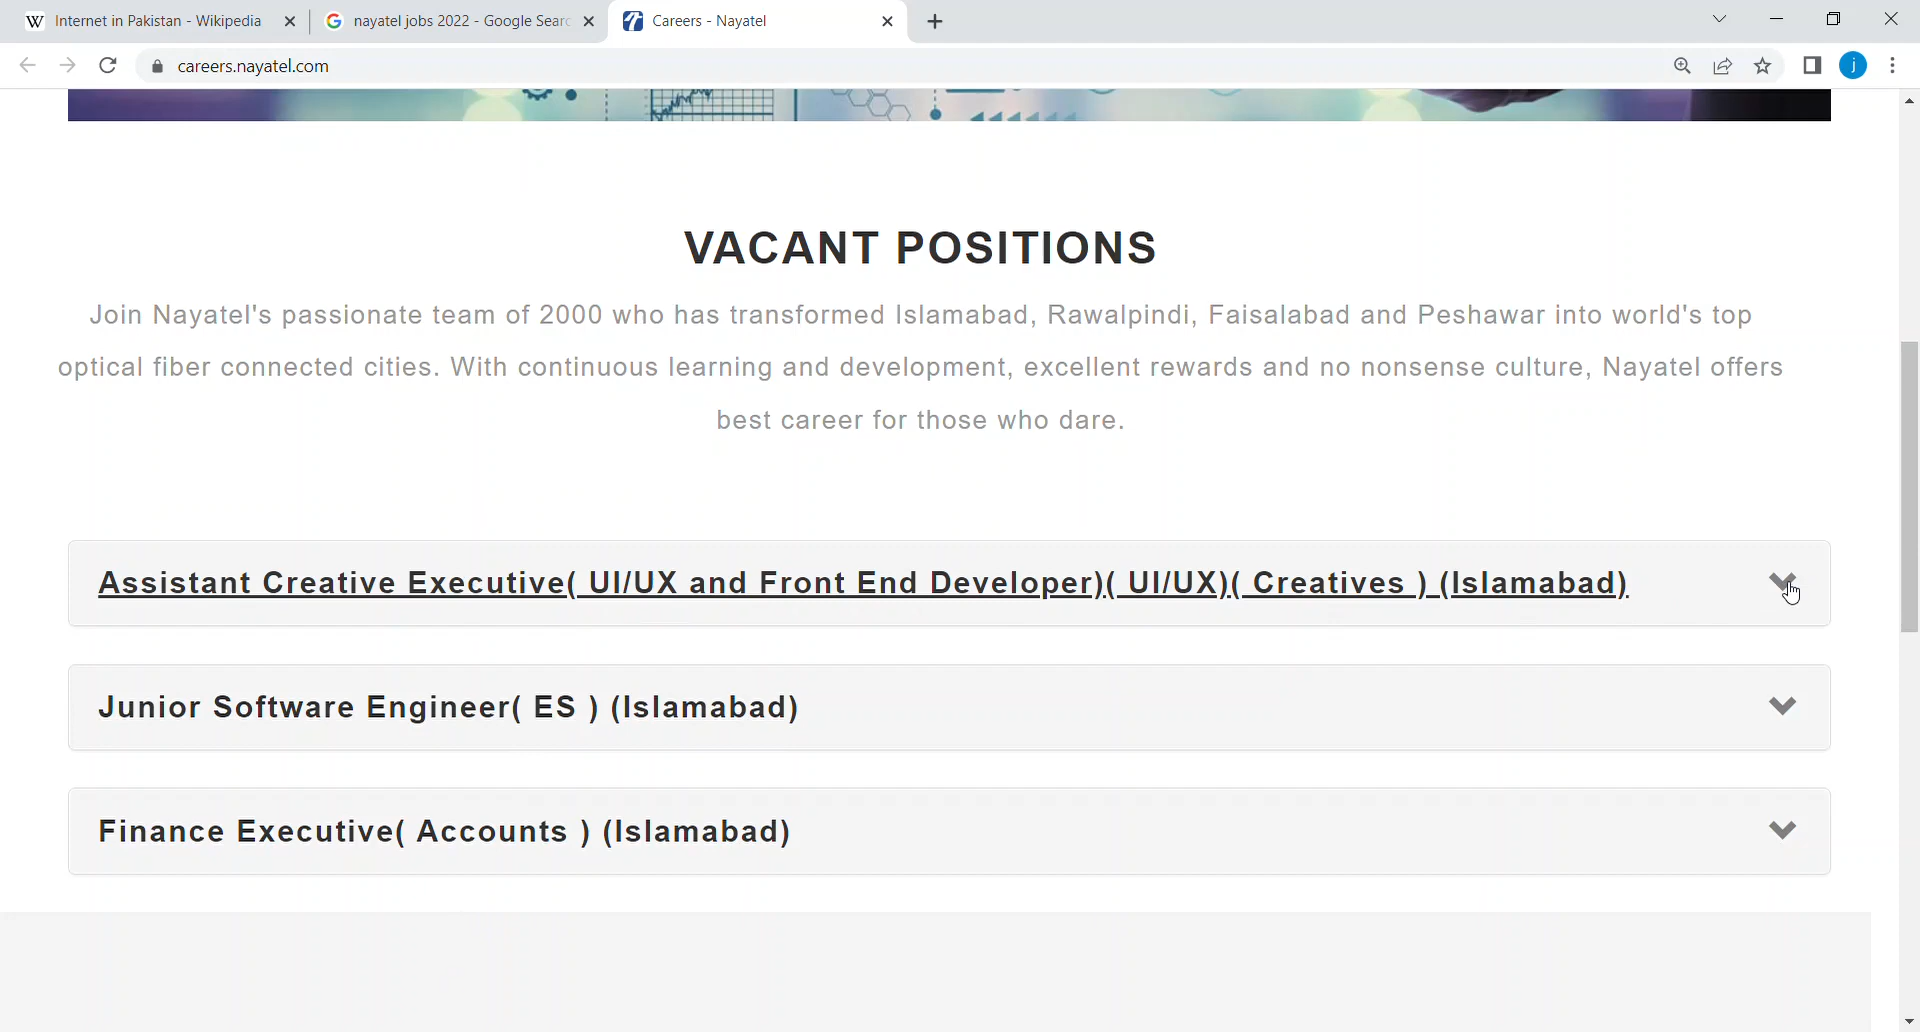 Internet in Pakistan - Wikipedia
nayatel jobs 2022 - Google Sear
Careers - Nayatel
careers.nayatel.com
j
VACANT POSITIONS
Join Nayatel's passionate team of 2000 who has transformed Islamabad, Rawalpindi, Faisalabad and Peshawar into world's top
optical fiber connected cities. With continuous learning and development, excellent rewards and no nonsense culture, Nayatel offers
best career for those who dare.
Assistant Creative Executive( UI/UX and Front End Developer)( UI/UX)( Creatives ) (Islamabad)
Junior Software Engineer( ES ) (Islamabad)
Finance Executive( Accounts ) (Islamabad)